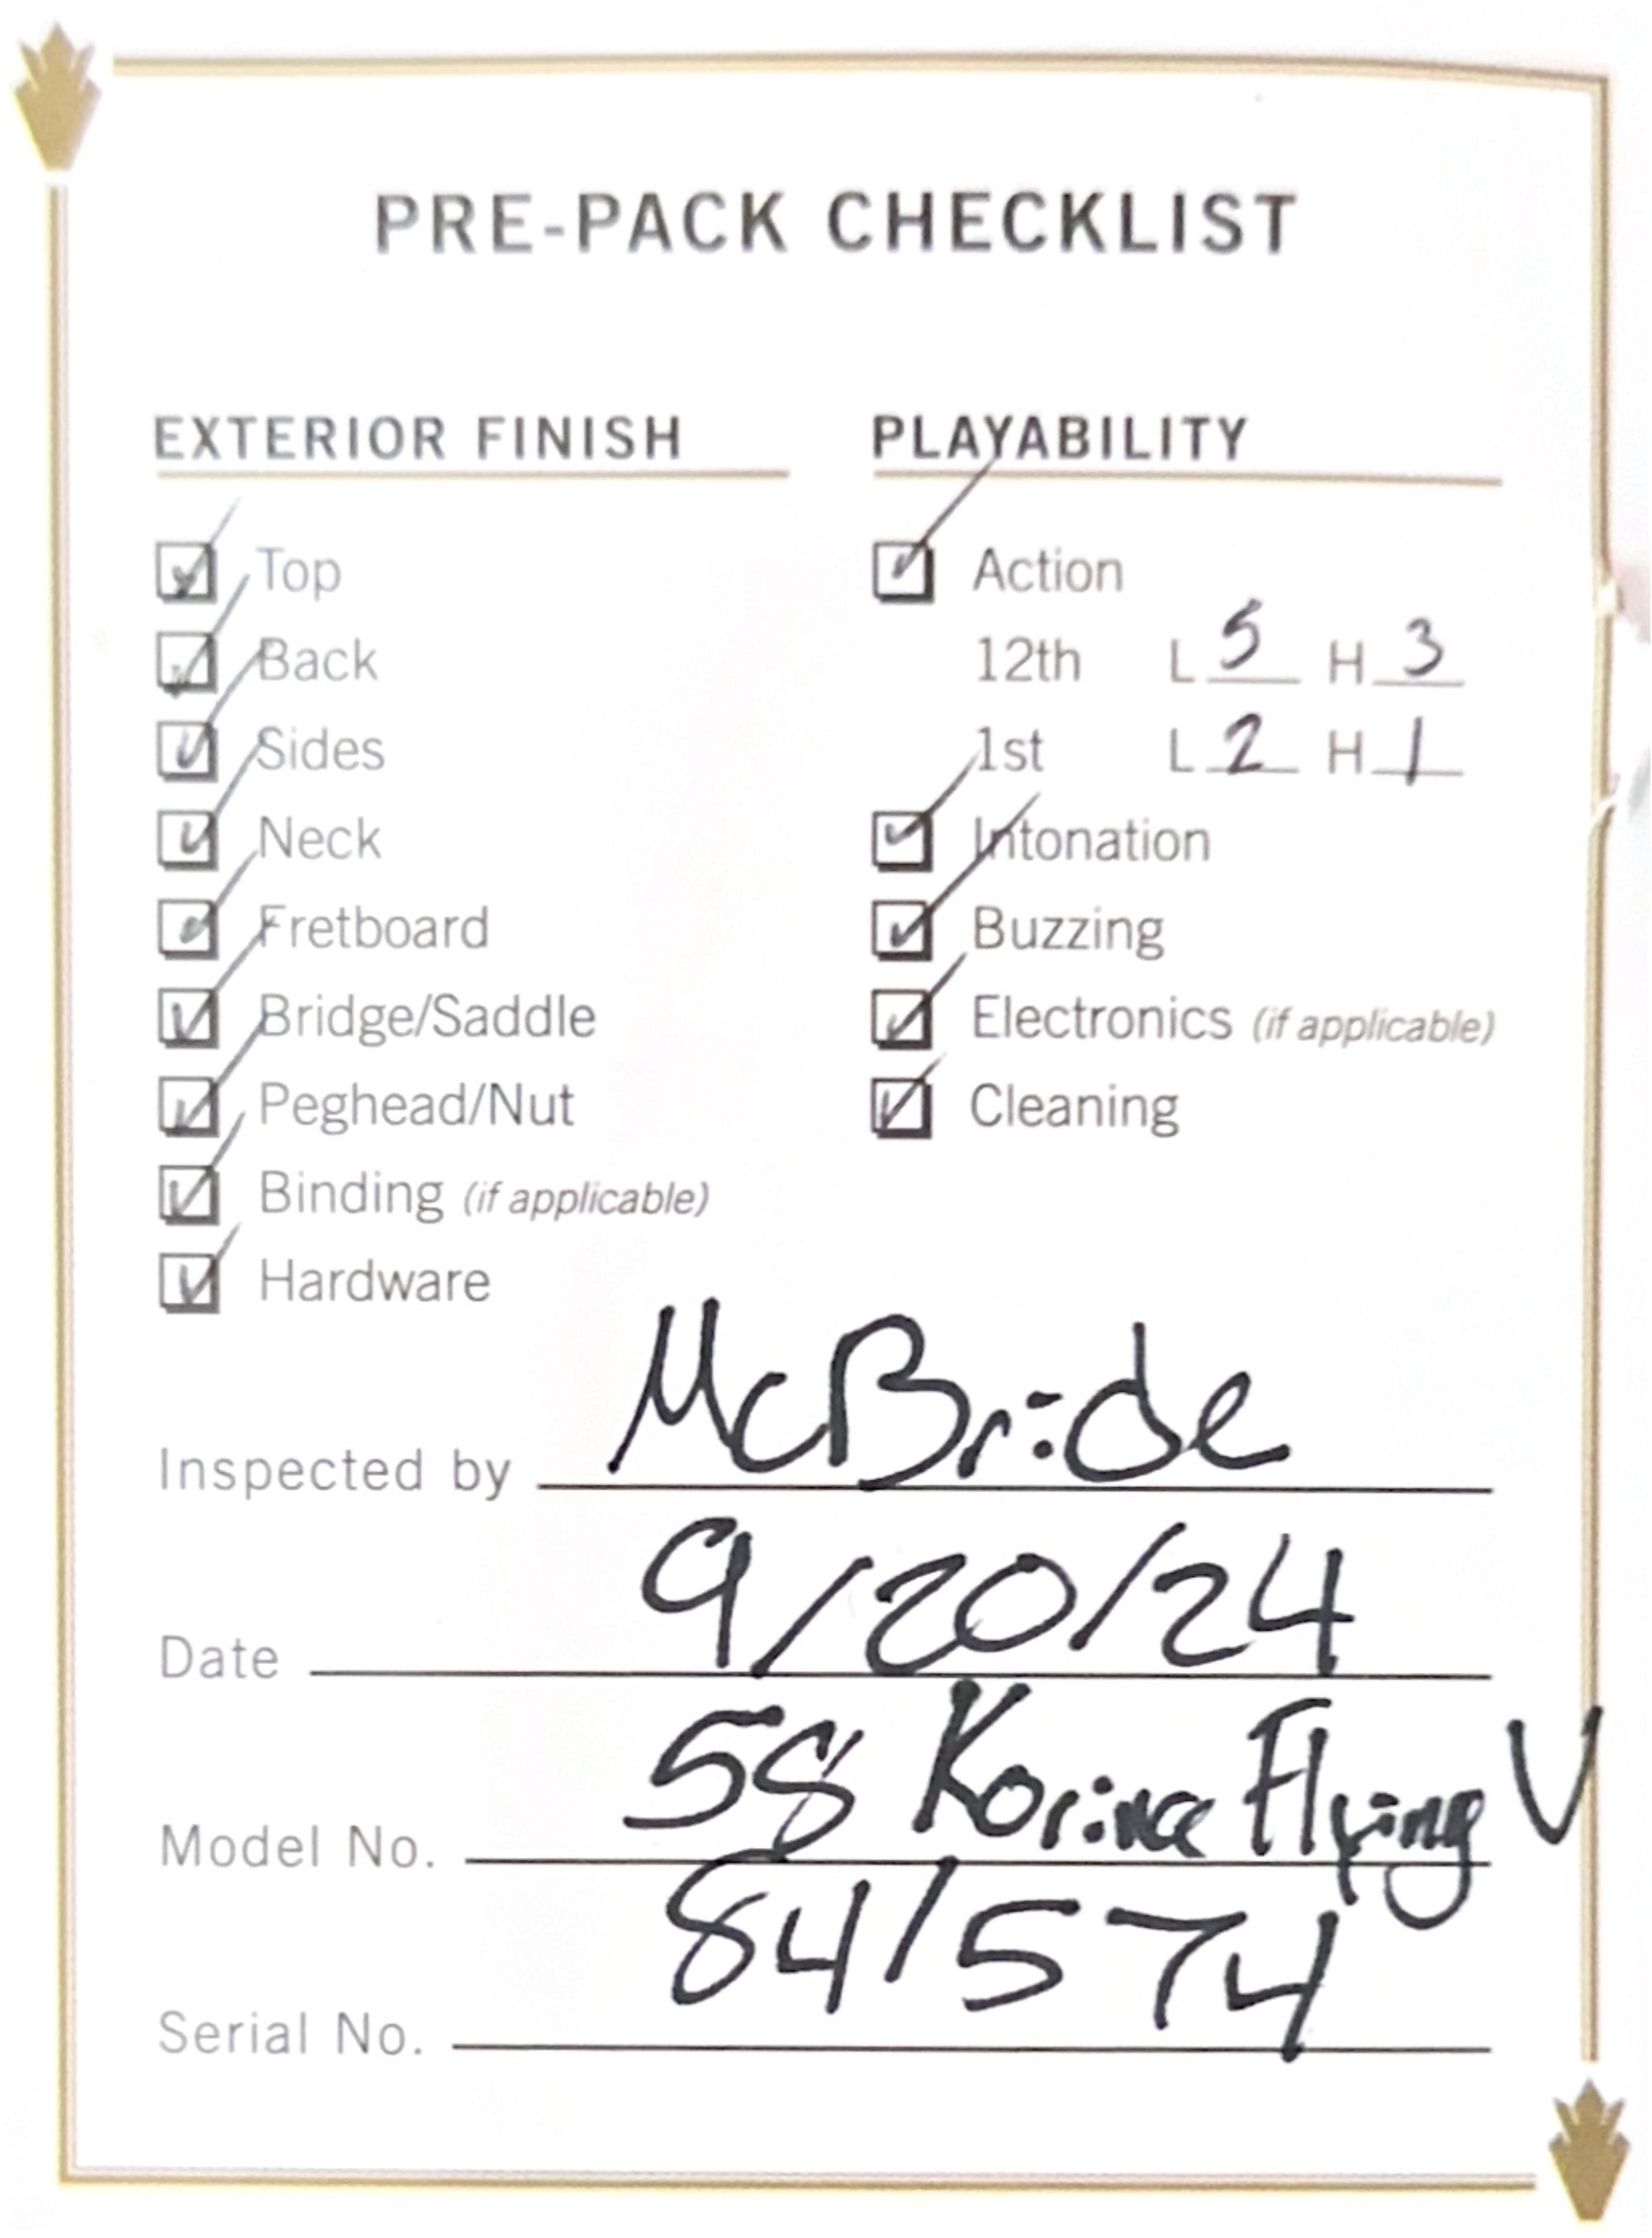 PRE-PACK CHECKLIST
EXTERIOR FINISH
Top
Back
Sides
Neck
Fretboard
Bridge/Saddle
Peghead/Nut
Binding (if applicable)
Hardware
PLAYABILITY
Action
12th L 5 H 3
1st L 2 H 1
Intonation
Buzzing
Electronics (if applicable)
Cleaning
Inspected by McBride
Date 9/20/24
Model No. 58 Korina Flying V
Serial No. 841574